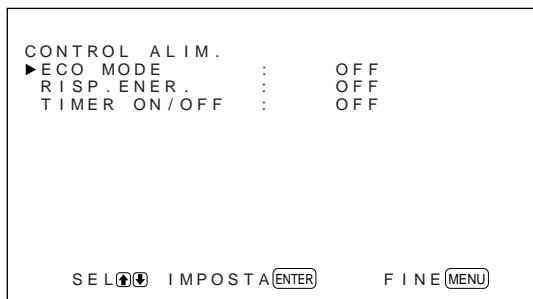 CONTROL ALIM.
▶ECO MODE : OFF
RISP.ENER. : OFF
TIMER ON/OFF : OFF
SEL⬆⬇ IMPOSTA ENTER FINE MENU